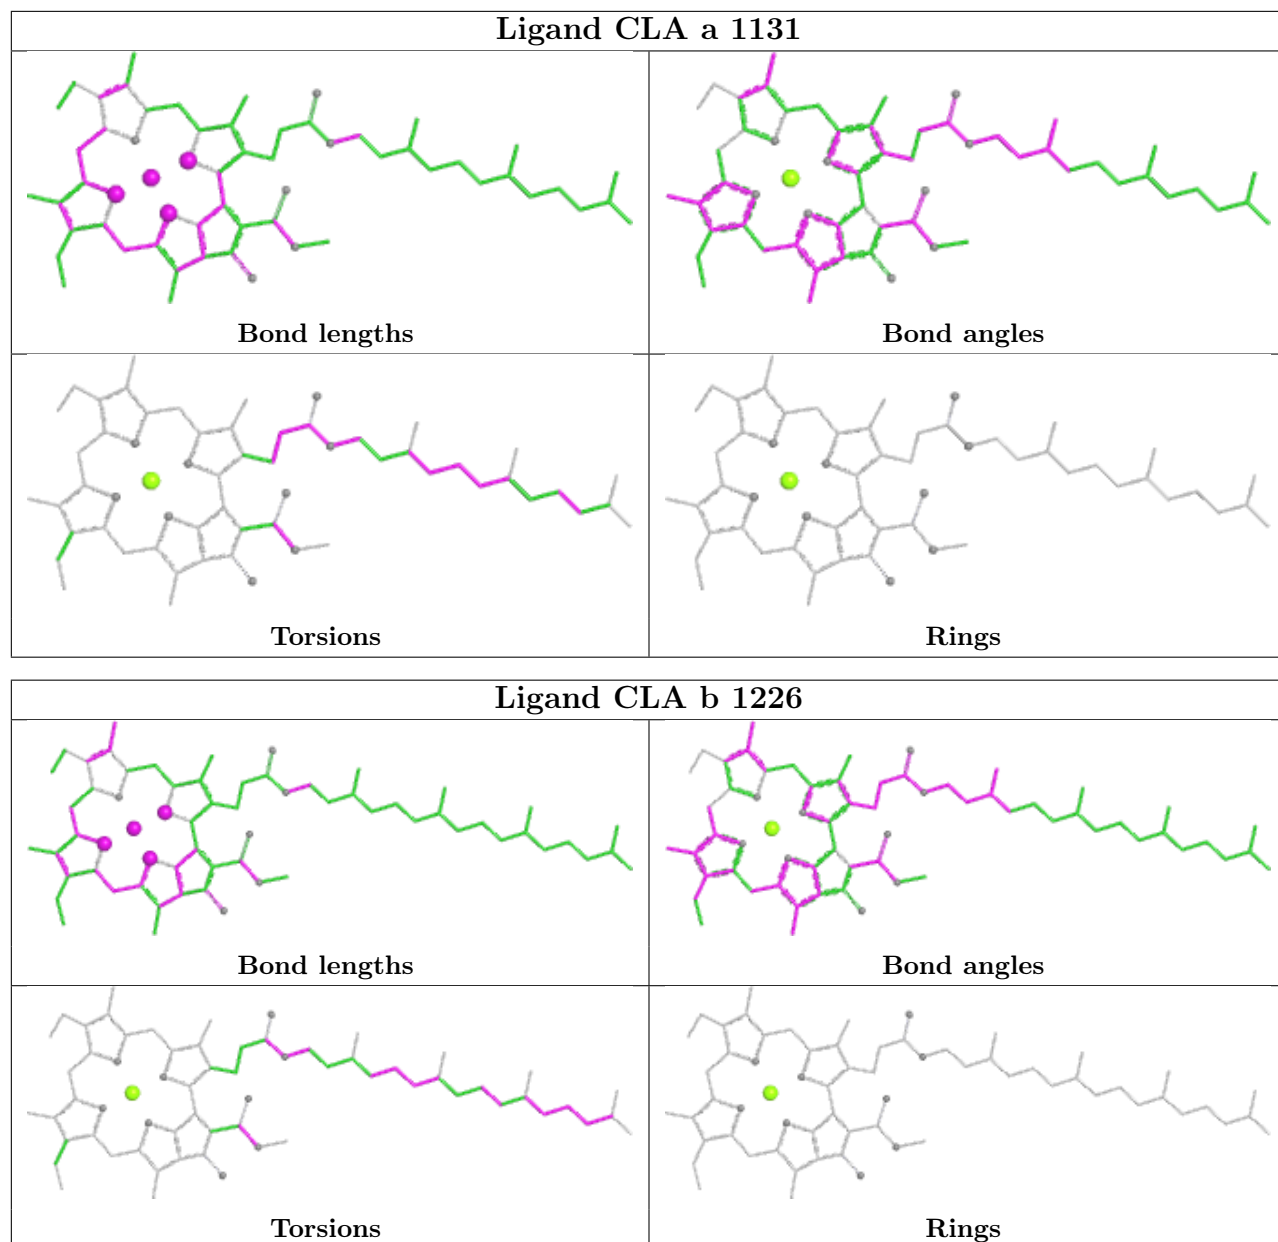 Ligand CLA a 1131
Bond lengths
Bond angles
Torsions
Rings
Ligand CLA b 1226
Bond lengths
Bond angles
Torsions
Rings